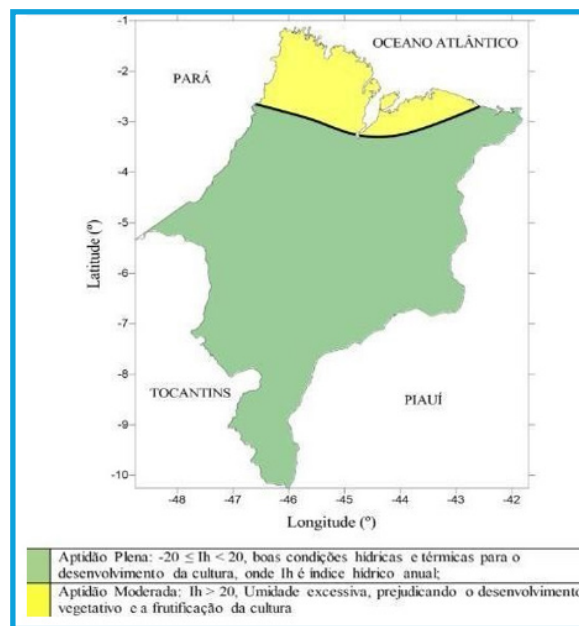 -1
OCEANO ATLÂNTICO
-2
PARÁ
-3
-4
-5
Latitude (º)
-6
-7
-8
TOCANTINS
PIAUÍ
-9
-10
-48 -47 -46 -45 -44 -43 -42
Longitude (º)
Aptidão Plena: -20 ≤ Ih < 20, boas condições hídricas e térmicas para o
desenvolvimento da cultura, onde Ih é índice hídrico anual;
Aptidão Moderada: Ih > 20, Umidade excessiva, prejudicando o desenvolvimento
vegetativo e a frutificação da cultura